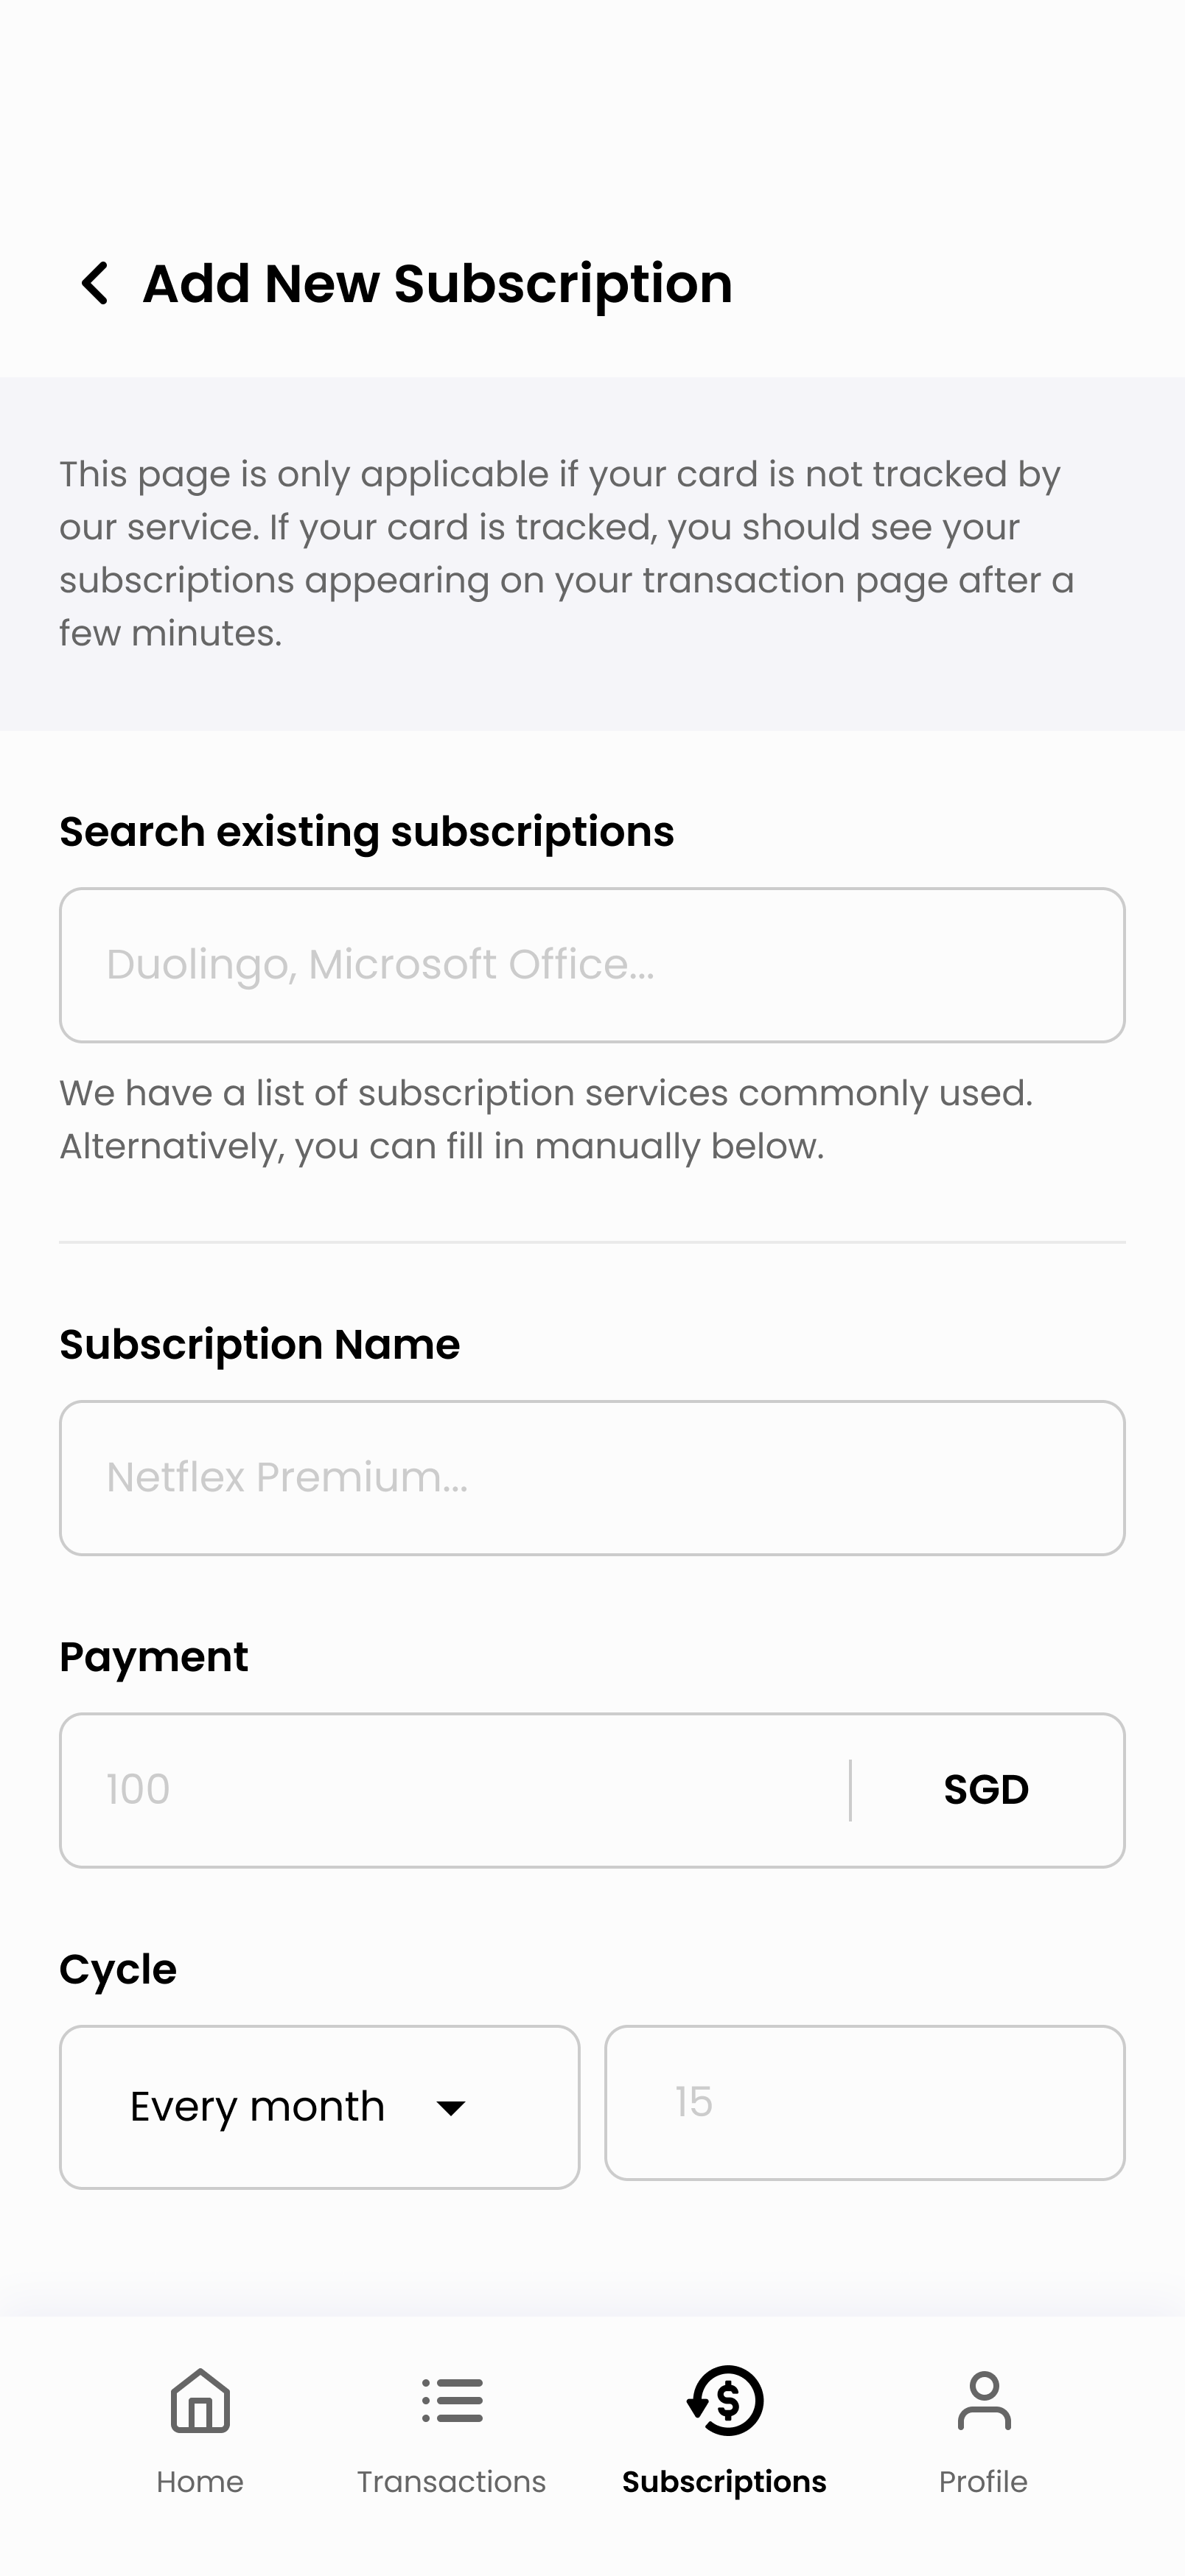 Add New Subscription
This page is only applicable if your card is not tracked by
our service. If your card is tracked, you should see your
subscriptions appearing on your transaction page after a
few minutes.
Search existing subscriptions
Duolingo, Microsoft Office...
We have a list of subscription services commonly used.
Alternatively, you can fill in manually below.
Subscription Name
Netflex Premium...
Payment
100 SGD
Cycle
Every month 15
Home Transactions Subscriptions Profile